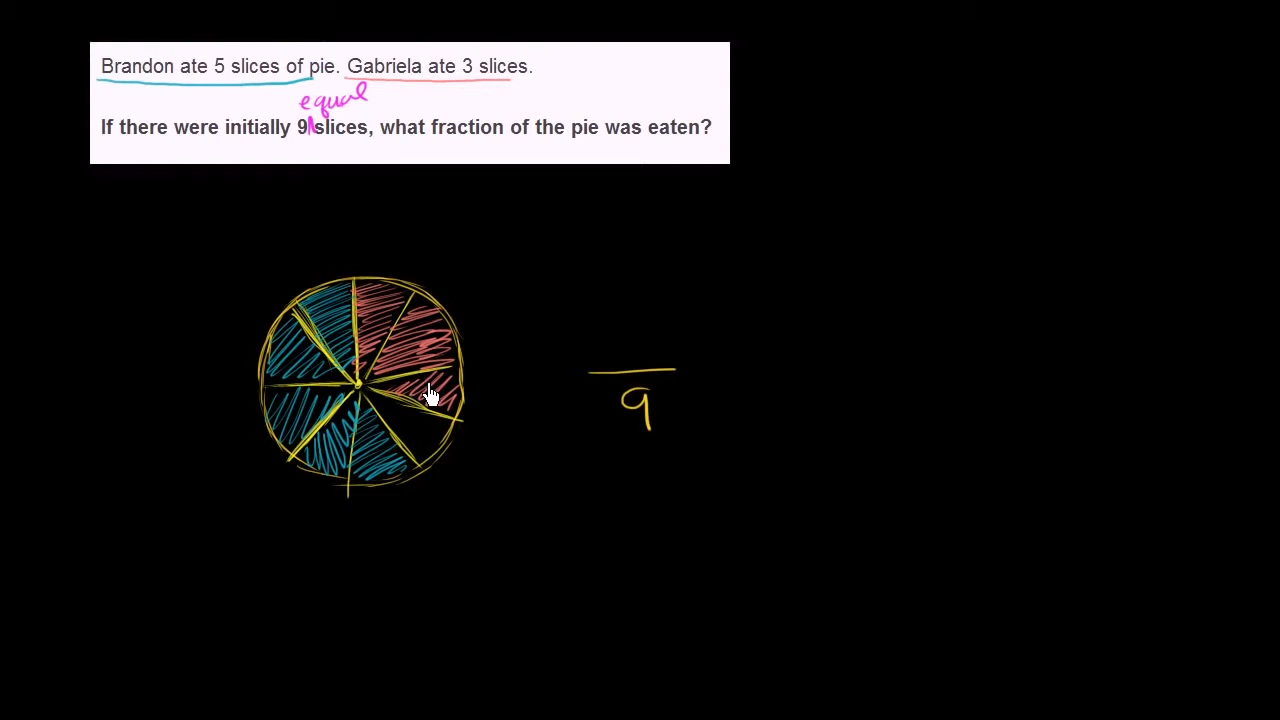 Brandon ate 5 slices of pie. Gabriela ate 3 slices.
equal
If there were initially 9 slices, what fraction of the pie was eaten?
9